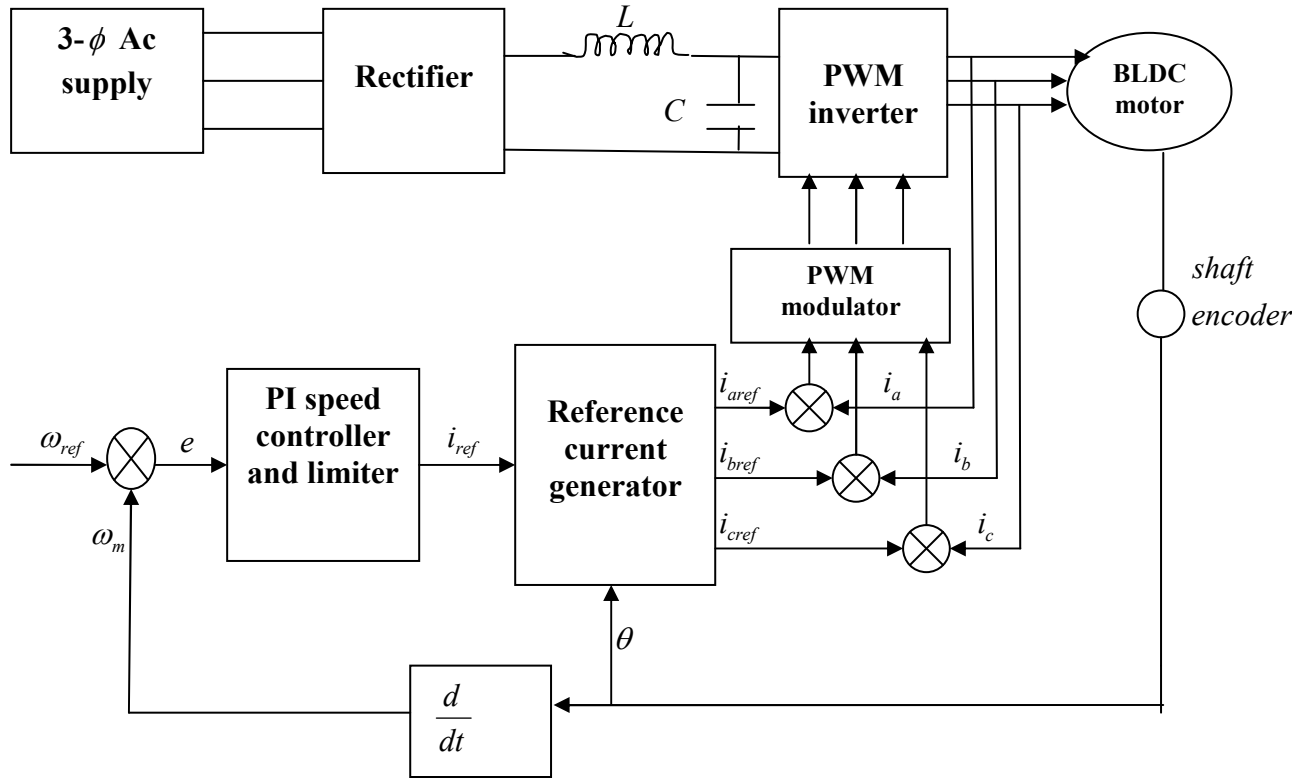 3-ϕ Ac
supply
Rectifier
L
C
PWM
inverter
BLDC
motor
PWM
modulator
shaft
encoder
ω_ref
e
PI speed
controller
and limiter
i_ref
Reference
current
generator
i_aref
i_a
i_bref
i_b
i_cref
i_c
ω_m
θ
d
dt